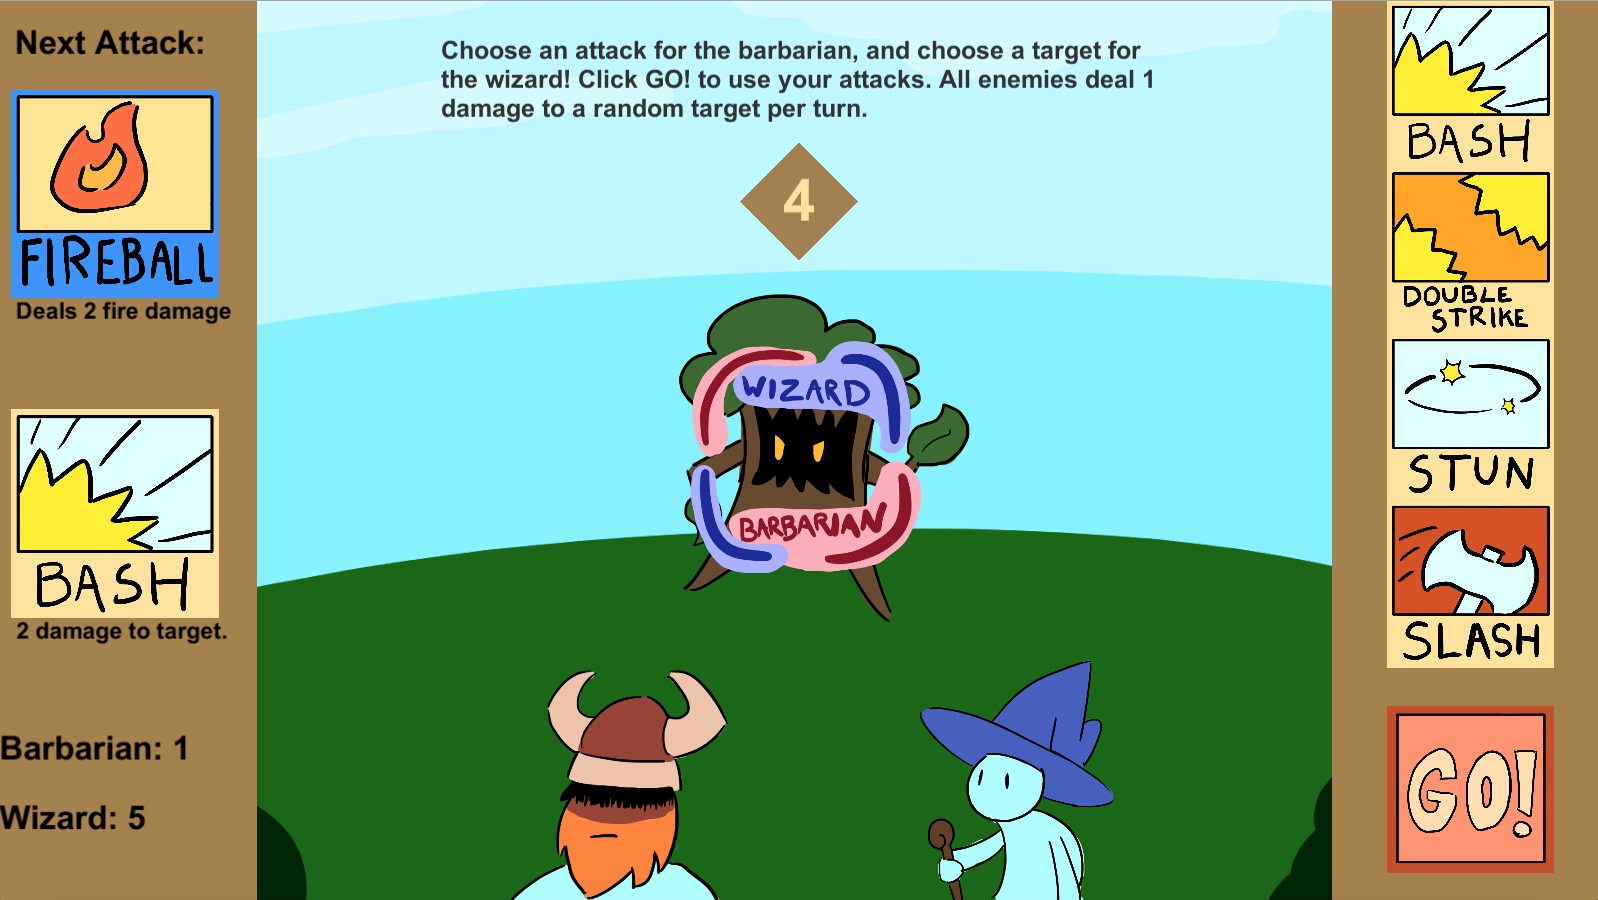 Next Attack:
FIREBALL
Deals 2 fire damage
BASH
2 damage to target.
Barbarian: 1
Wizard: 5
Choose an attack for the barbarian, and choose a target for
the wizard! Click GO! to use your attacks. All enemies deal 1
damage to a random target per turn.
4
WIZARD
BARBARIAN
BASH
DOUBLE
STRIKE
STUN
SLASH
GO!